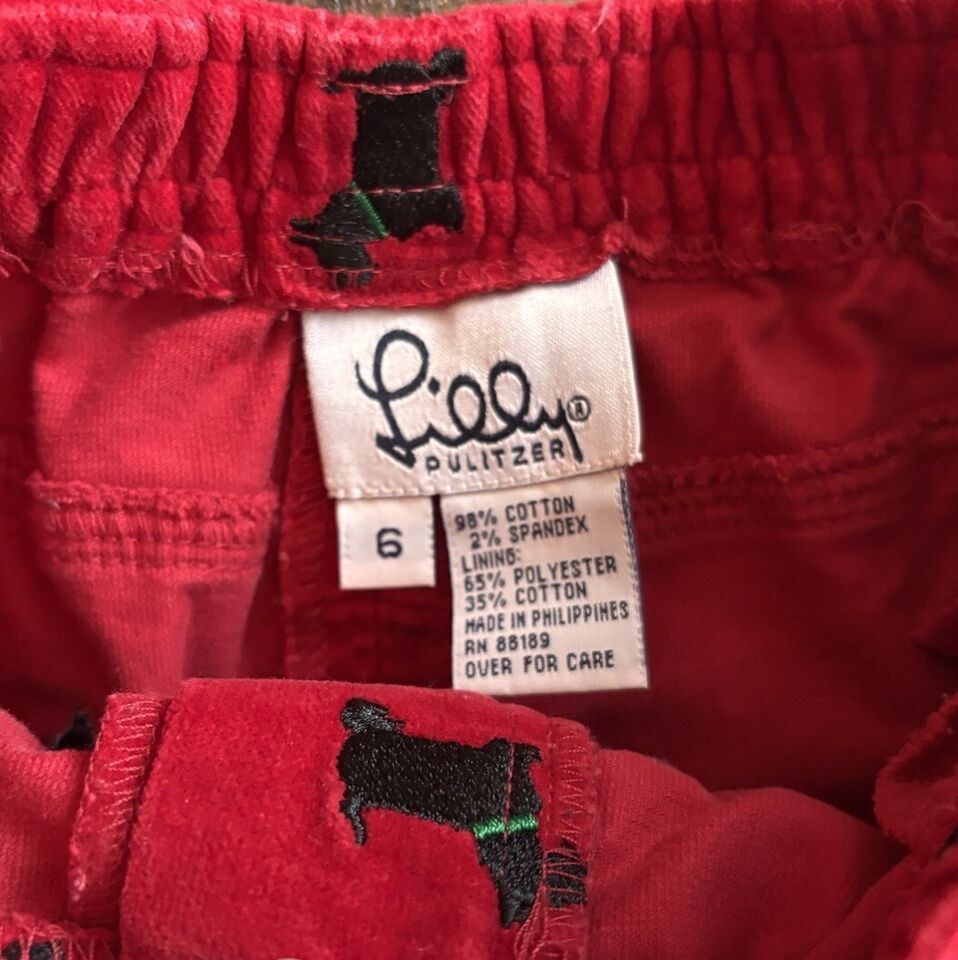 Lilly®
PULITZER
6
98% COTTON
2% SPANDEX
LINING:
65% POLYESTER
35% COTTON
MADE IN PHILIPPINES
RN 88189
OVER FOR CARE